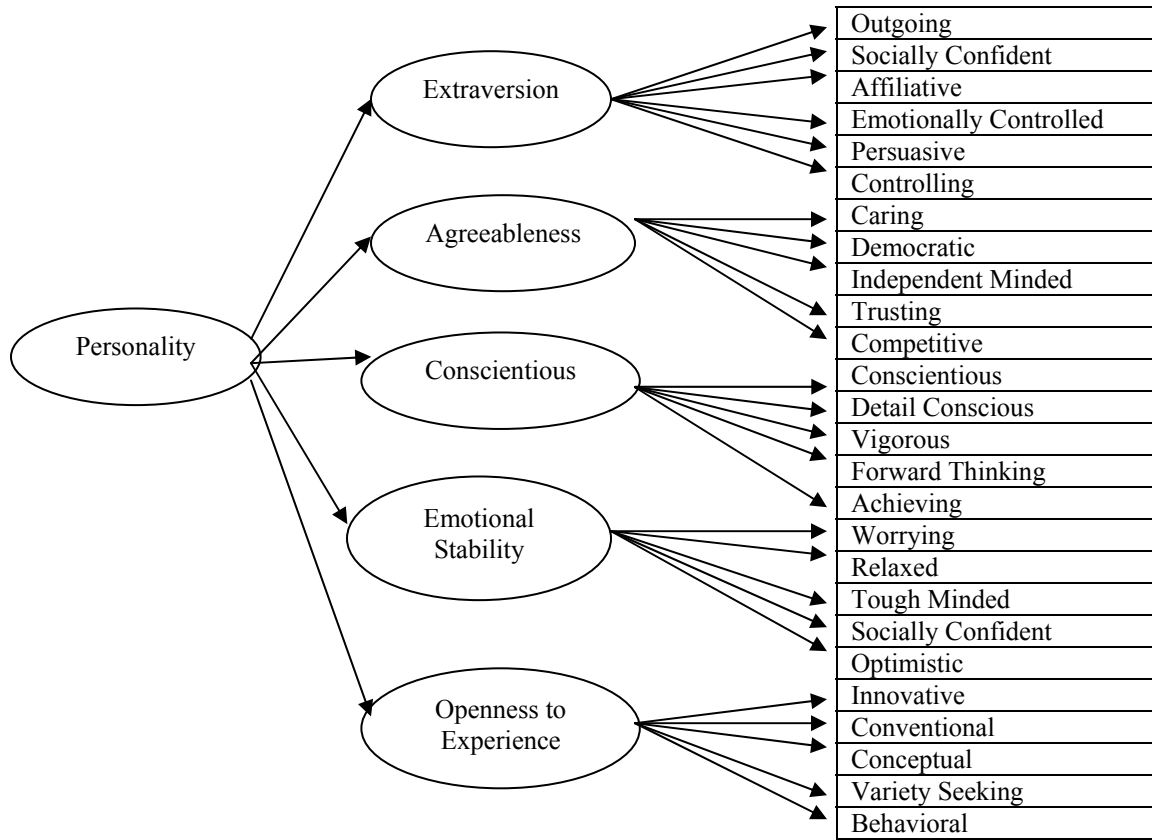 Personality
Extraversion
Agreeableness
Conscientious
Emotional
Stability
Openness to
Experience
Outgoing
Socially Confident
Affiliative
Emotionally Controlled
Persuasive
Controlling
Caring
Democratic
Independent Minded
Trusting
Competitive
Conscientious
Detail Conscious
Vigorous
Forward Thinking
Achieving
Worrying
Relaxed
Tough Minded
Socially Confident
Optimistic
Innovative
Conventional
Conceptual
Variety Seeking
Behavioral